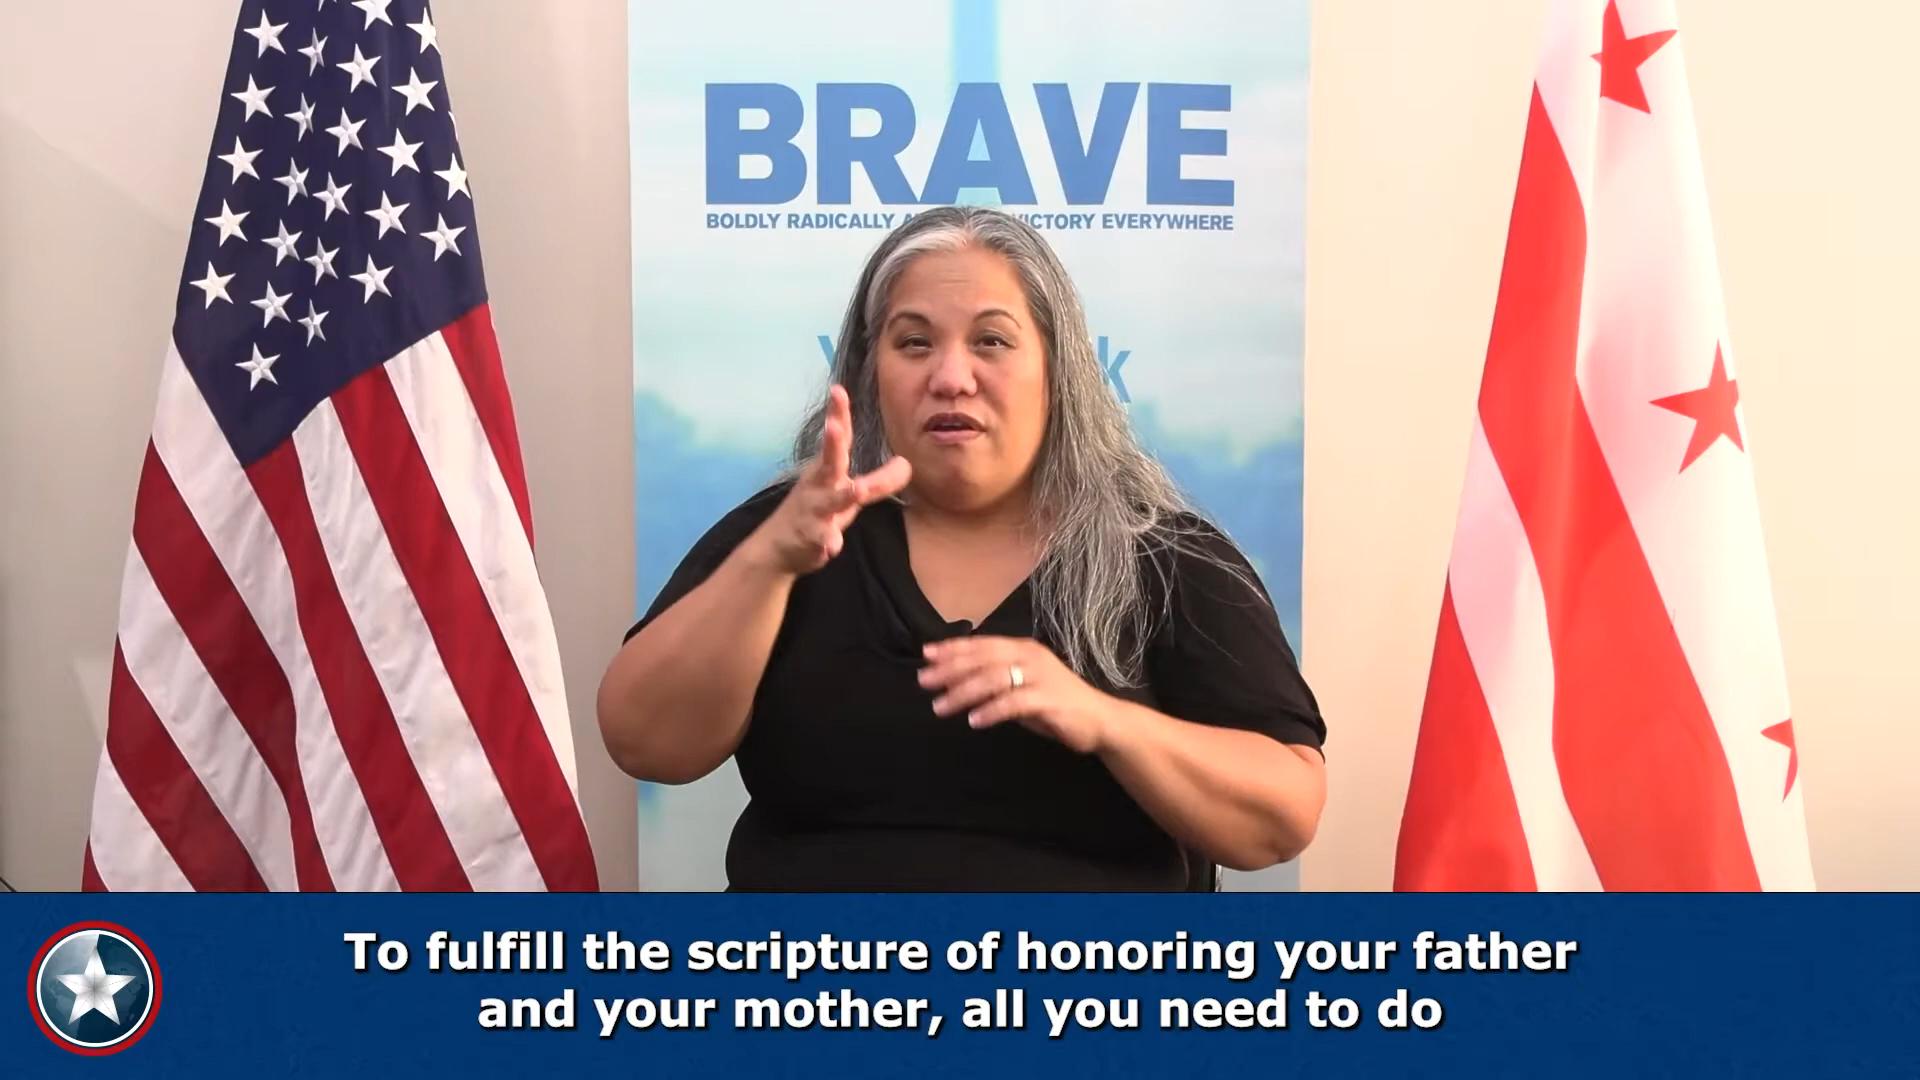 BRAVE
BOLDLY RADICALLY VICTORY EVERYWHERE
To fulfill the scripture of honoring your father
and your mother, all you need to do